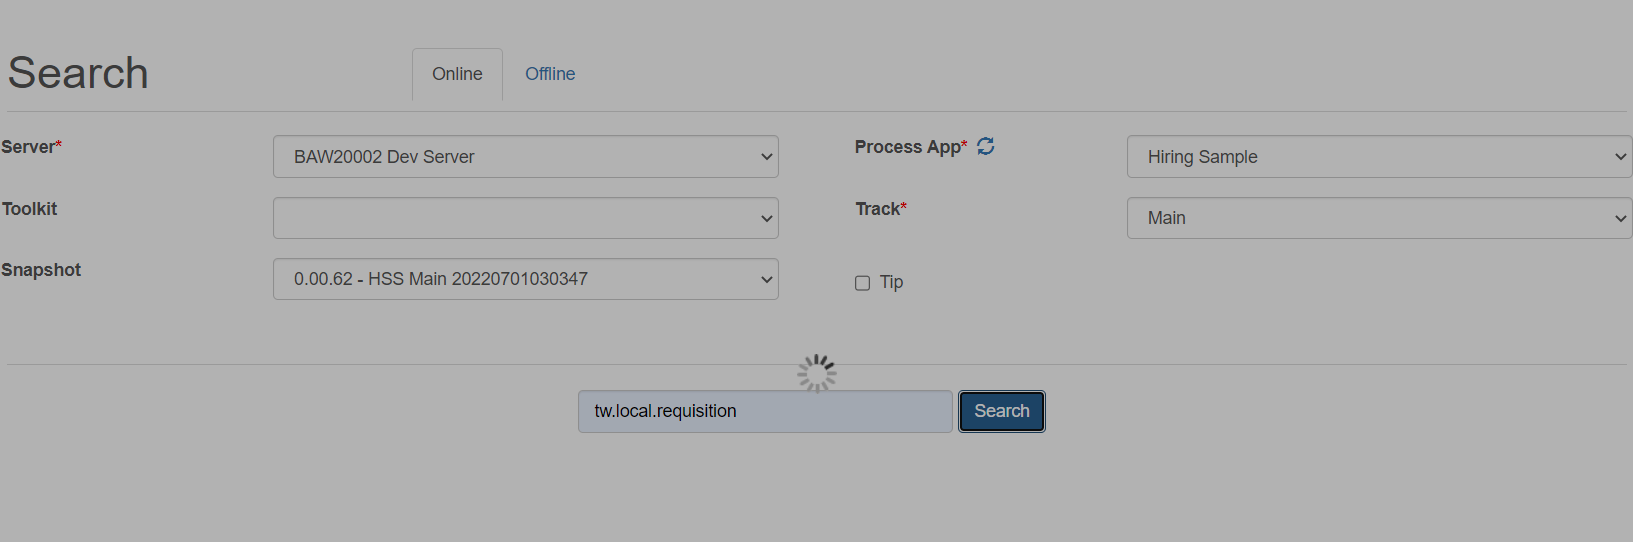 Search
Online
Offline
Server*
BAW20002 Dev Server
Process App*
Hiring Sample
Toolkit
Track*
Main
Snapshot
0.00.62 - HSS Main 20220701030347
Tip
tw.local.requisition
Search